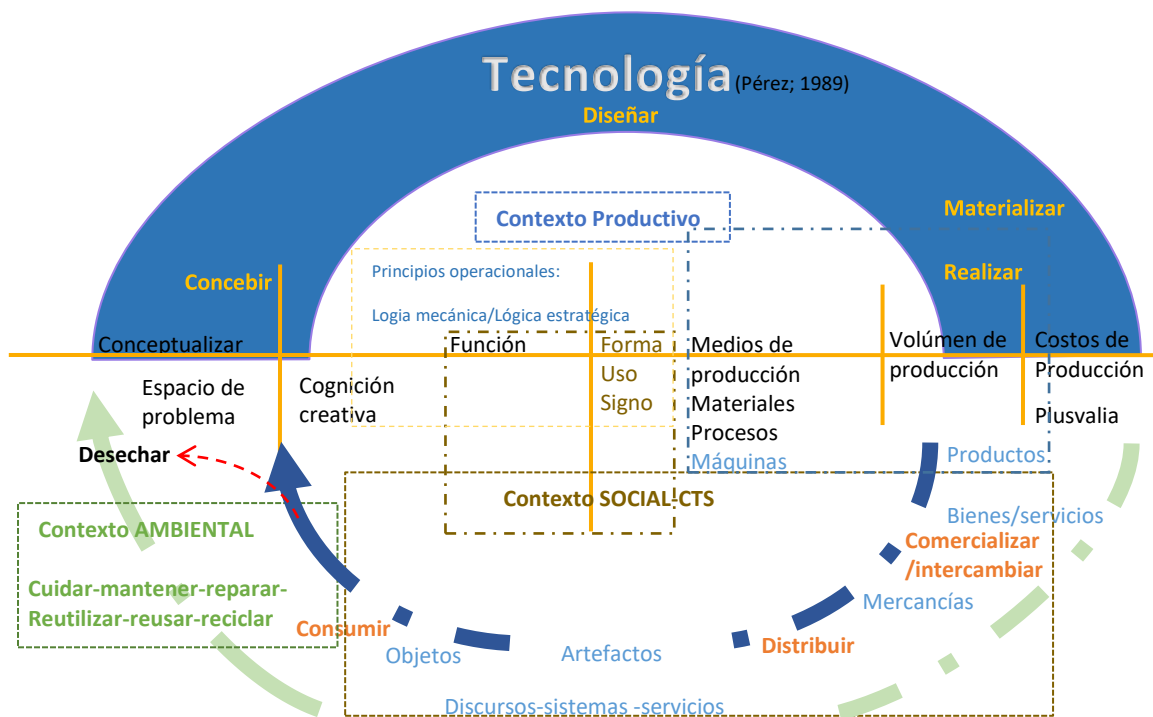 Tecnología (Pérez; 1989)
Diseñar
Contexto Productivo
Materializar
Concebir
Principios operacionales:
Realizar
Logia mecánica/Lógica estratégica
Conceptualizar
Función
Forma
Uso
Signo
Medios de
producción
Materiales
Procesos
Máquinas
Volúmen de
producción
Costos de
Producción
Plusvalia
Espacio de
problema
Cognición
creativa
Desechar
Productos
Contexto SOCIAL-CTS
Contexto AMBIENTAL
Bienes/servicios
Comercializar
/intercambiar
Cuidar-mantener-reparar-
Reutilizar-reusar-reciclar
Mercancías
Consumir
Objetos
Artefactos
Distribuir
Discursos-sistemas -servicios